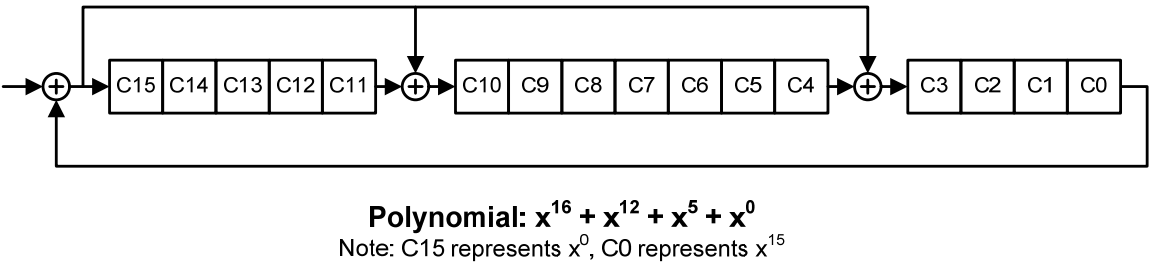 C15 C14 C13 C12 C11 C10 C9 C8 C7 C6 C5 C4 C3 C2 C1 C0
Polynomial: x¹⁶ + x¹² + x⁵ + x⁰
Note: C15 represents x⁰, C0 represents x¹⁵